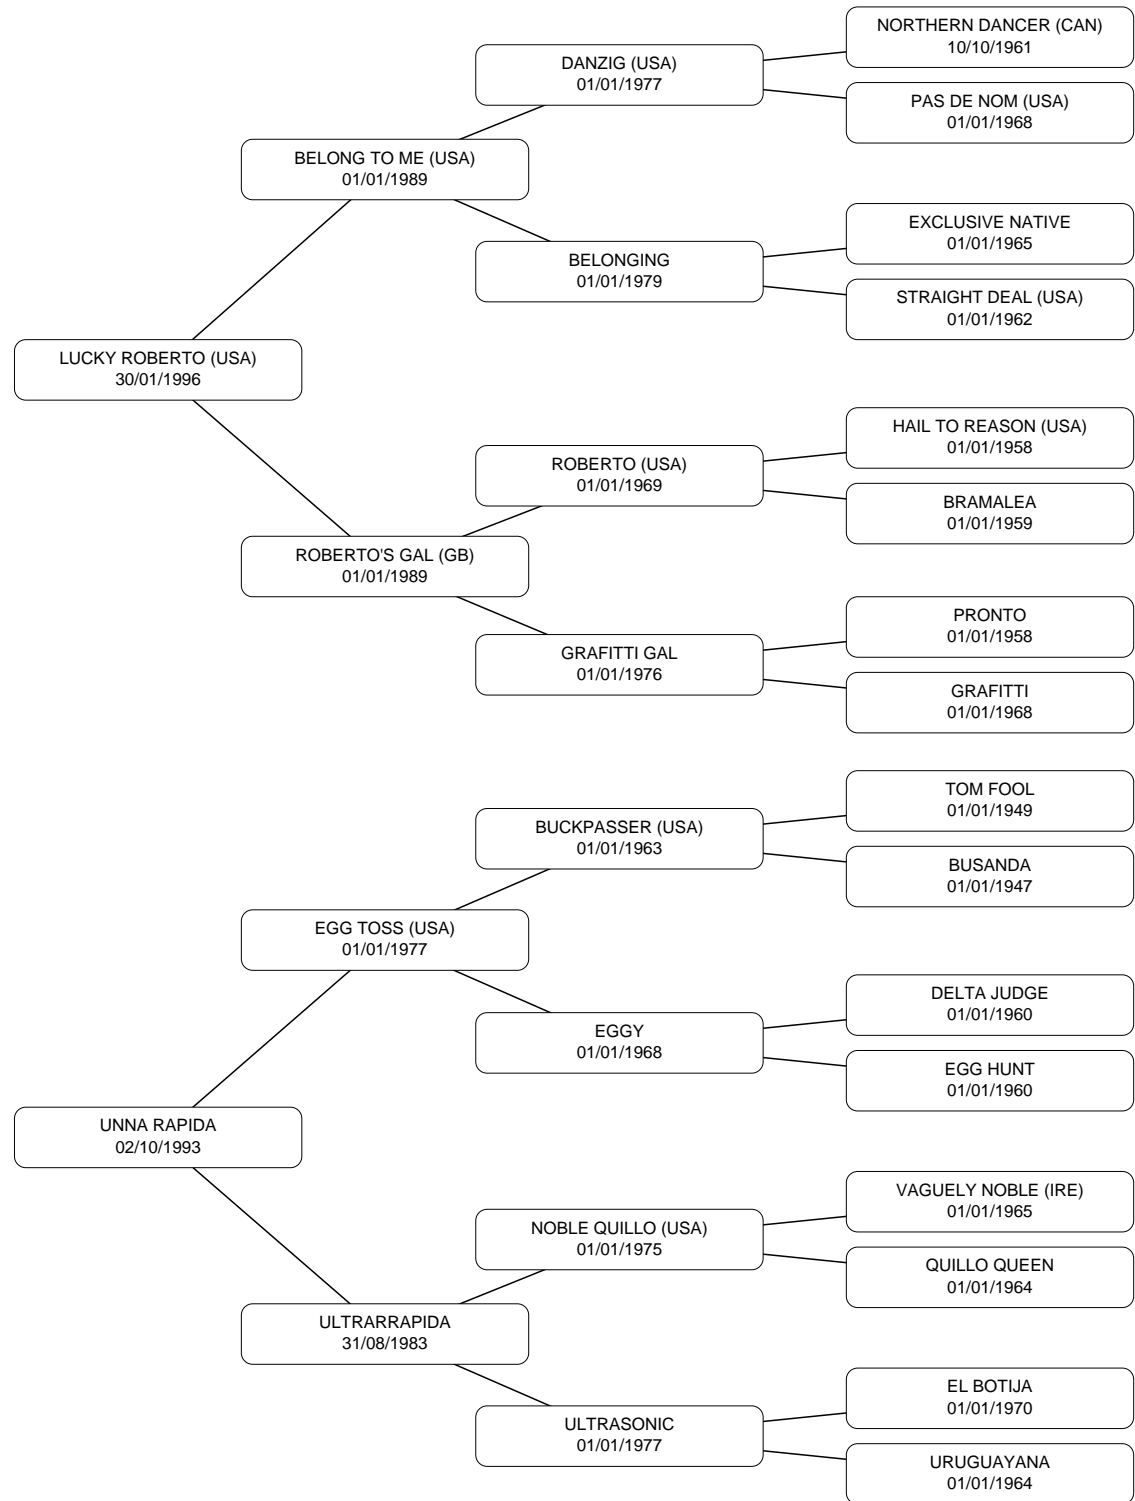 NORTHERN DANCER (CAN)
10/10/1961
DANZIG (USA)
01/01/1977
PAS DE NOM (USA)
01/01/1968
BELONG TO ME (USA)
01/01/1989
EXCLUSIVE NATIVE
01/01/1965
BELONGING
01/01/1979
STRAIGHT DEAL (USA)
01/01/1962
LUCKY ROBERTO (USA)
30/01/1996
HAIL TO REASON (USA)
01/01/1958
ROBERTO (USA)
01/01/1969
BRAMALEA
01/01/1959
ROBERTO'S GAL (GB)
01/01/1989
PRONTO
01/01/1958
GRAFITTI GAL
01/01/1976
GRAFITTI
01/01/1968
TOM FOOL
01/01/1949
BUCKPASSER (USA)
01/01/1963
BUSANDA
01/01/1947
EGG TOSS (USA)
01/01/1977
DELTA JUDGE
01/01/1960
EGGY
01/01/1968
EGG HUNT
01/01/1960
UNNA RAPIDA
02/10/1993
VAGUELY NOBLE (IRE)
01/01/1965
NOBLE QUILLO (USA)
01/01/1975
QUILLO QUEEN
01/01/1964
ULTRARRAPIDA
31/08/1983
EL BOTIJA
01/01/1970
ULTRASONIC
01/01/1977
URUGUAYANA
01/01/1964